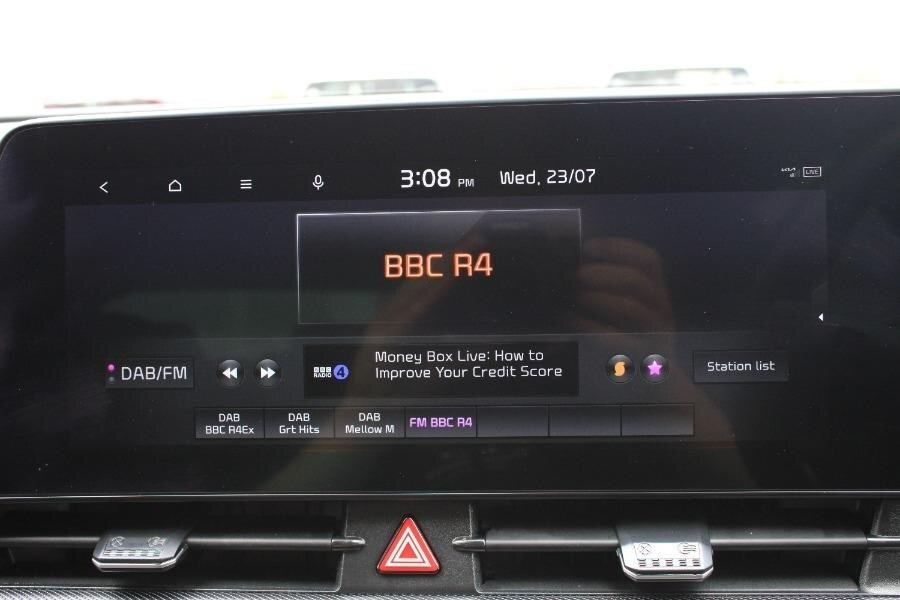 3:08 PM Wed, 23/07
LIVE
BBC R4
DAB/FM
BBC
RADIO 4
Money Box Live: How to
Improve Your Credit Score
Station list
DAB
BBC R4Ex
DAB
Grt Hits
DAB
Mellow M
FM BBC R4